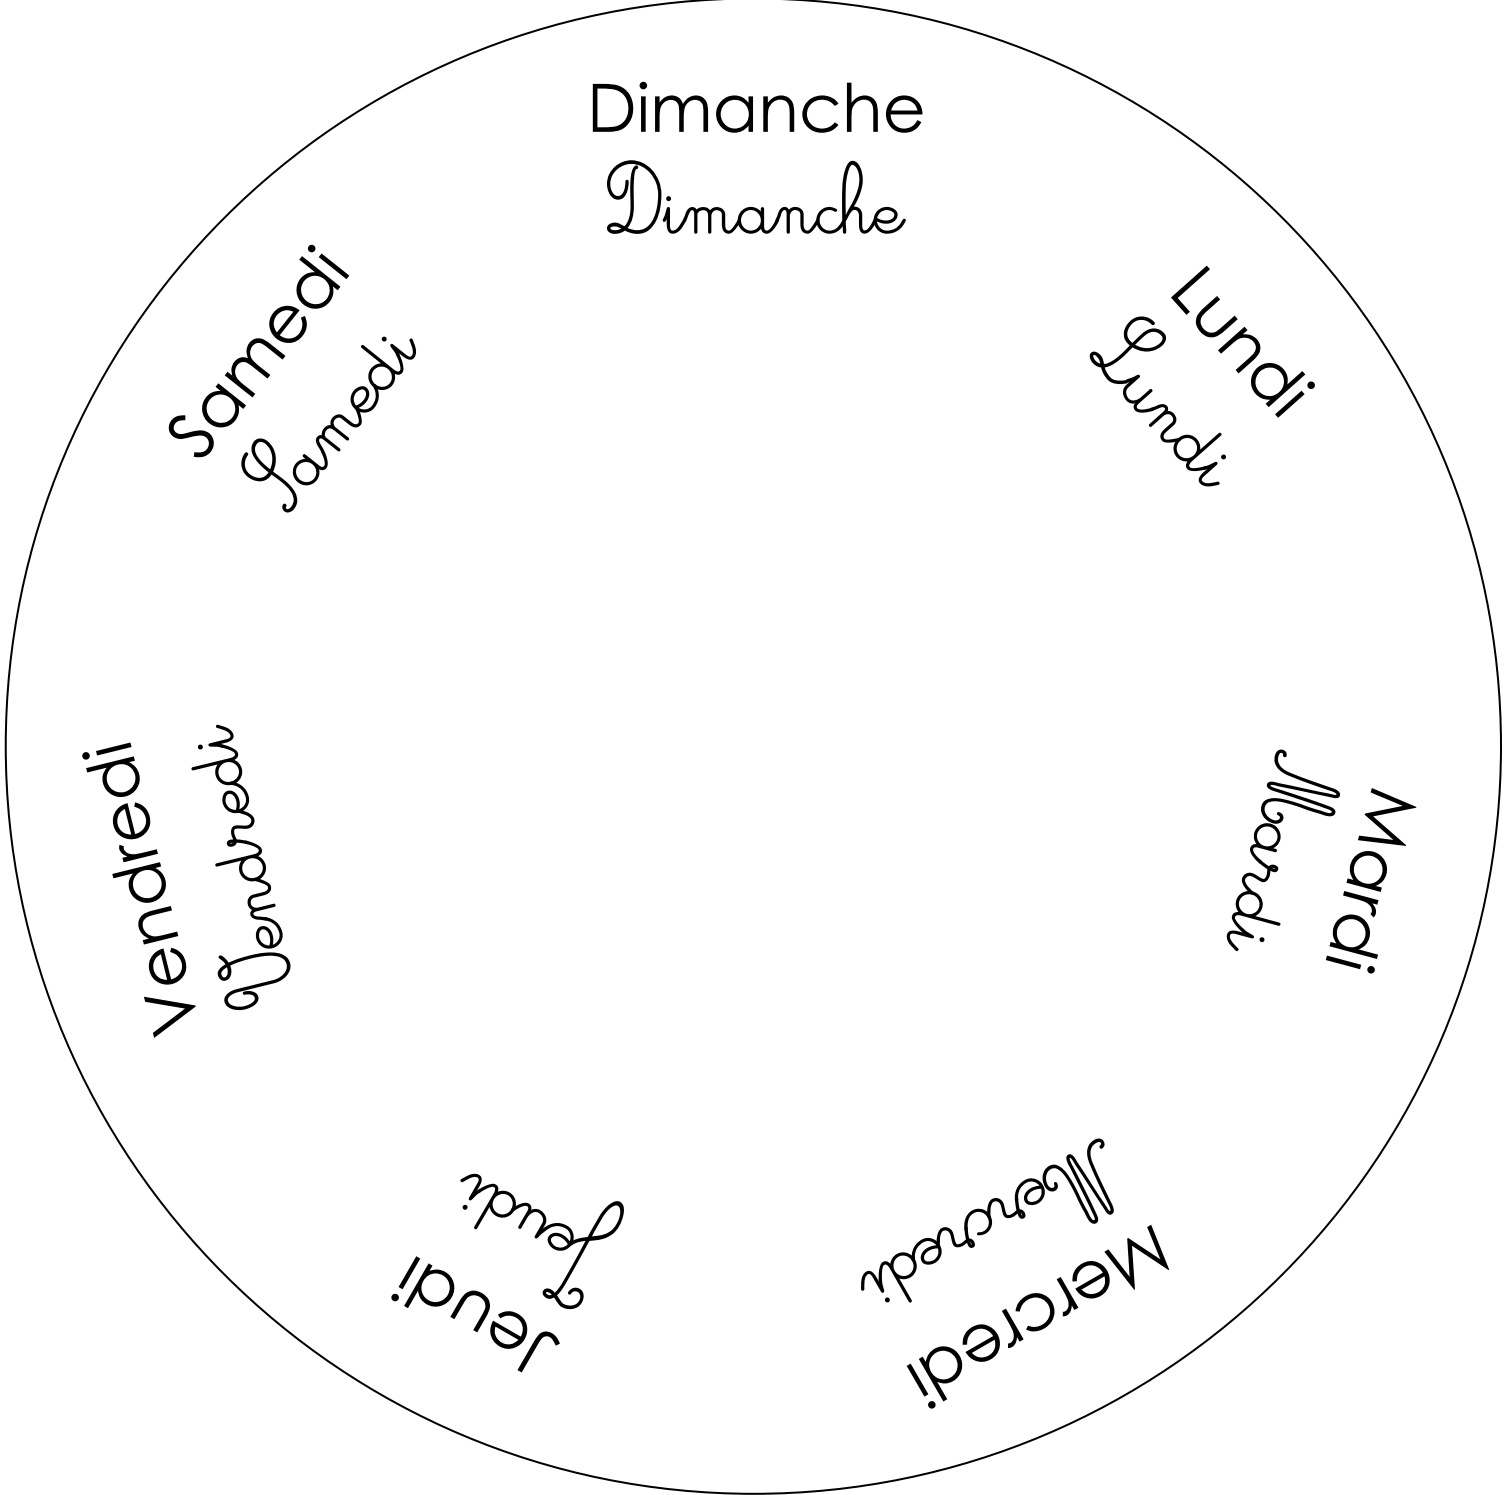 Dimanche
Dimanche
Lundi
Lundi
Mardi
Mardi
Mercredi
Mercredi
Jeudi
Jeudi
Vendredi
Vendredi
Samedi
Samedi